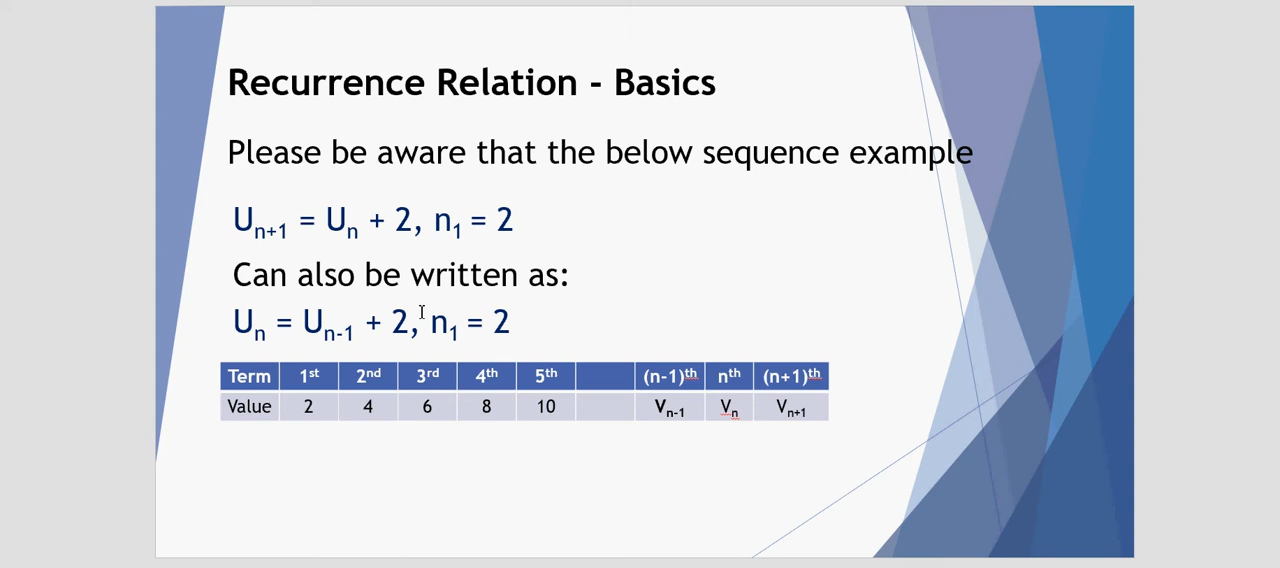 Recurrence Relation - Basics
Please be aware that the below sequence example
Uₙ₊₁ = Uₙ + 2, n₁ = 2
Can also be written as:
Uₙ = Uₙ₋₁ + 2, n₁ = 2
Term 1ˢᵗ 2ⁿᵈ 3ʳᵈ 4ᵗʰ 5ᵗʰ (n-1)ᵗʰ nᵗʰ (n+1)ᵗʰ
Value 2 4 6 8 10 Vₙ₋₁ Vₙ Vₙ₊₁